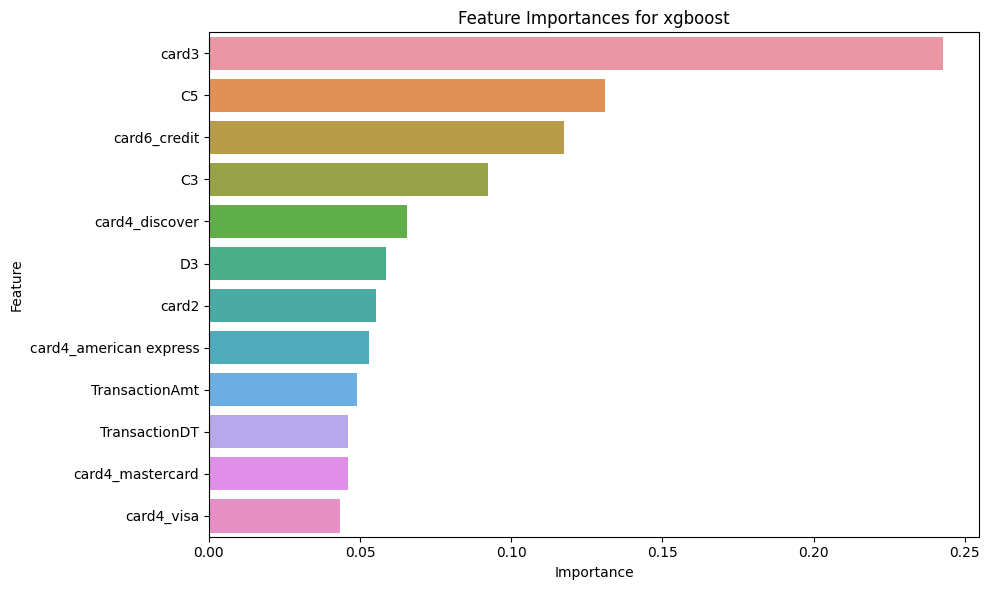 Feature Importances for xgboost
card3
C5
card6_credit
C3
card4_discover
D3
card2
card4_american express
TransactionAmt
TransactionDT
card4_mastercard
card4_visa
Feature
0.00 0.05 0.10 0.15 0.20 0.25
Importance